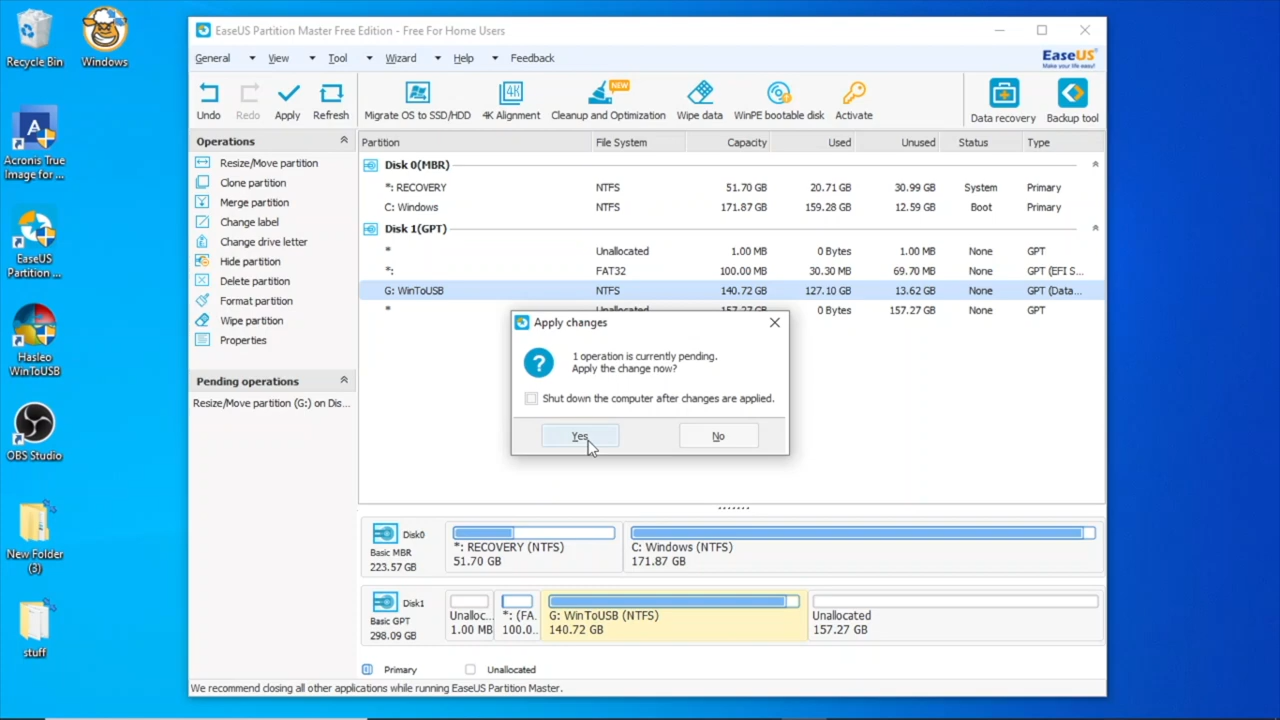 Recycle Bin
Windows
Acronis True
Image for ...
EaseUS
Partition ...
Hasleo
WinToUSB
OBS Studio
New Folder
(3)
stuff
EaseUS Partition Master Free Edition - Free For Home Users
General View Tool Wizard Help Feedback
EaseUS
Make your life easy!
Undo Redo Apply Refresh
4K
NEW
Migrate OS to SSD/HDD 4K Alignment Cleanup and Optimization Wipe data WinPE bootable disk Activate
Data recovery Backup tool
Operations
Resize/Move partition
Clone partition
Merge partition
Change label
Change drive letter
Hide partition
Delete partition
Format partition
Wipe partition
Properties
Pending operations
Resize/Move partition (G:) on Dis...
Partition File System Capacity Used Unused Status Type
Disk 0(MBR)
*: RECOVERY NTFS 51.70 GB 20.71 GB 30.99 GB System Primary
C: Windows NTFS 171.87 GB 159.28 GB 12.59 GB Boot Primary
Disk 1(GPT)
* Unallocated 1.00 MB 0 Bytes 1.00 MB None GPT
*: FAT32 100.00 MB 30.30 MB 69.70 MB None GPT (EFI S...
G: WinToUSB NTFS 140.72 GB 127.10 GB 13.62 GB None GPT (Data...
* Unallocated 157.27 GB 0 Bytes 157.27 GB None GPT
Apply changes
1 operation is currently pending.
Apply the change now?
Shut down the computer after changes are applied.
Yes
No
Disk0
Basic MBR
223.57 GB
*: RECOVERY (NTFS)
51.70 GB
C: Windows (NTFS)
171.87 GB
Disk1
Basic GPT
298.09 GB
Unalloc...
1.00 MB
*: (FA...
100.0...
G: WinToUSB (NTFS)
140.72 GB
Unallocated
157.27 GB
Primary
Unallocated
We recommend closing all other applications while running EaseUS Partition Master.